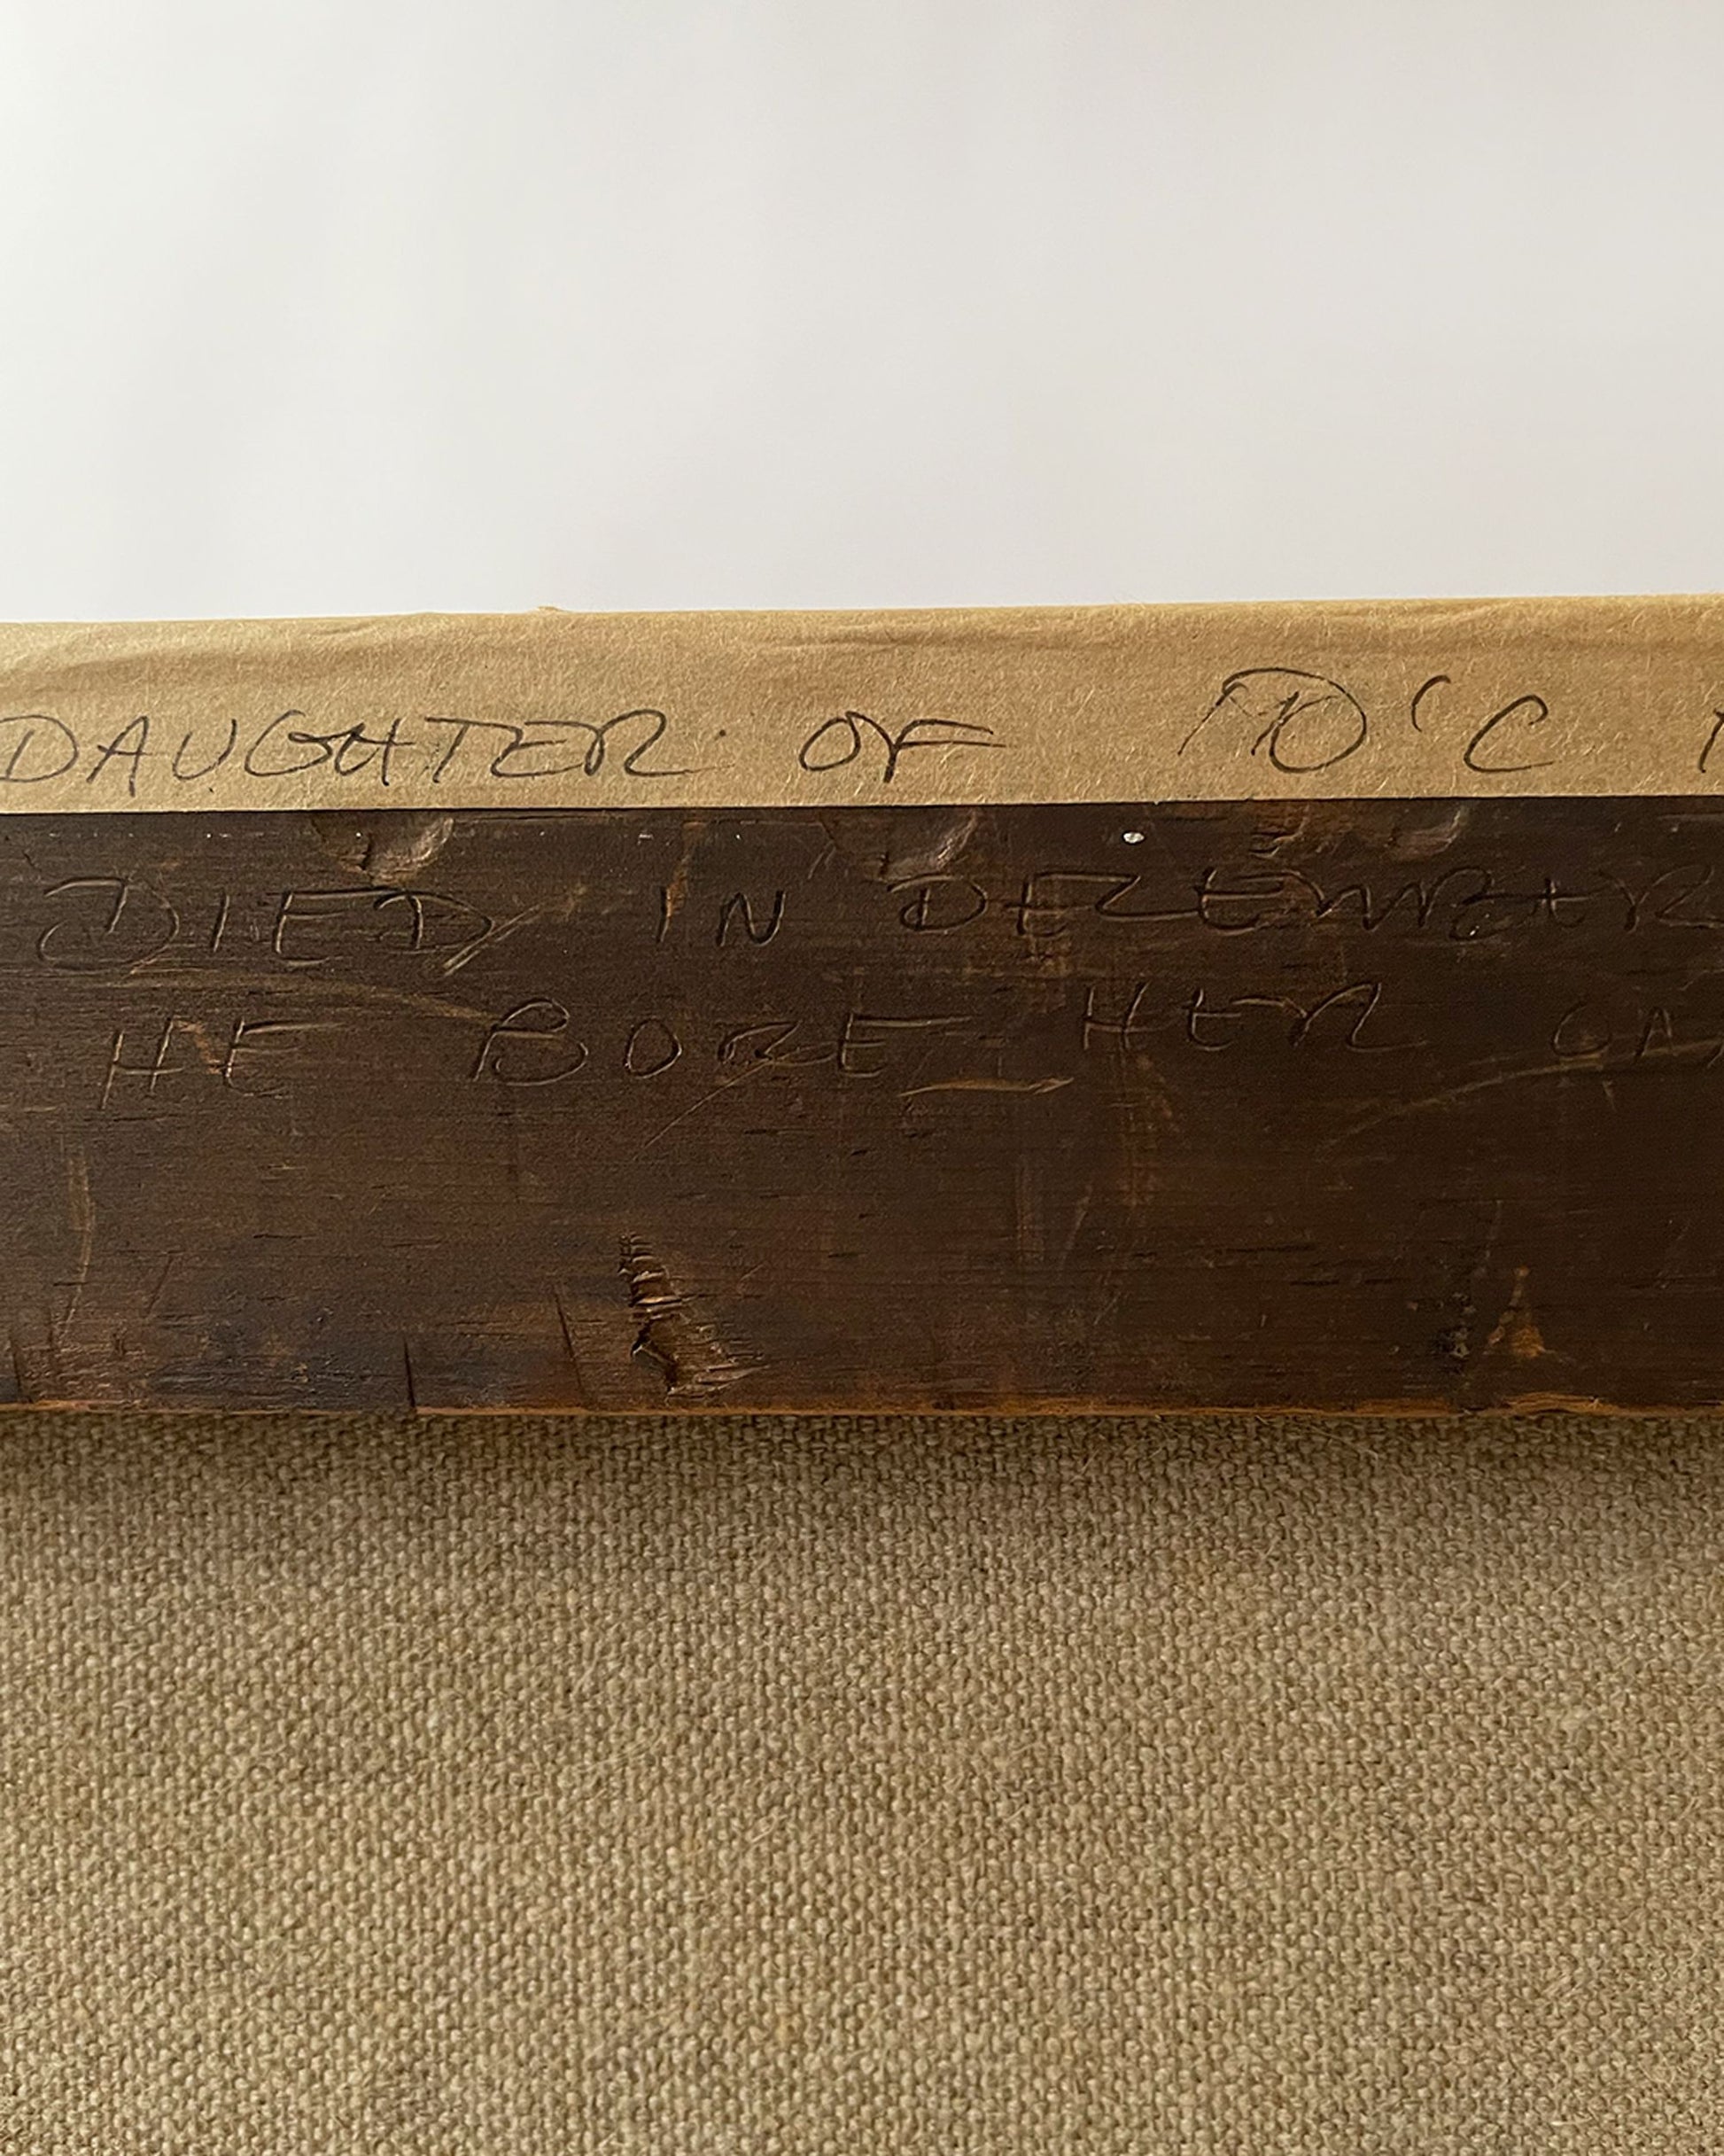 DAUGHTER OF
DIED IN DECEMBER
HE BORE HER